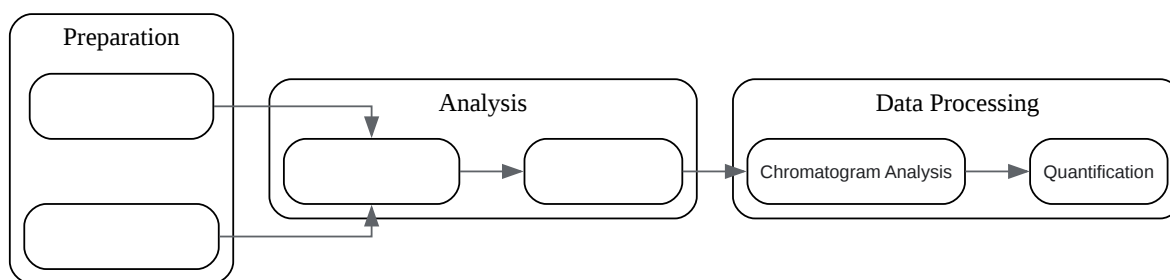 Preparation
Analysis
Data Processing
Chromatogram Analysis
Quantification